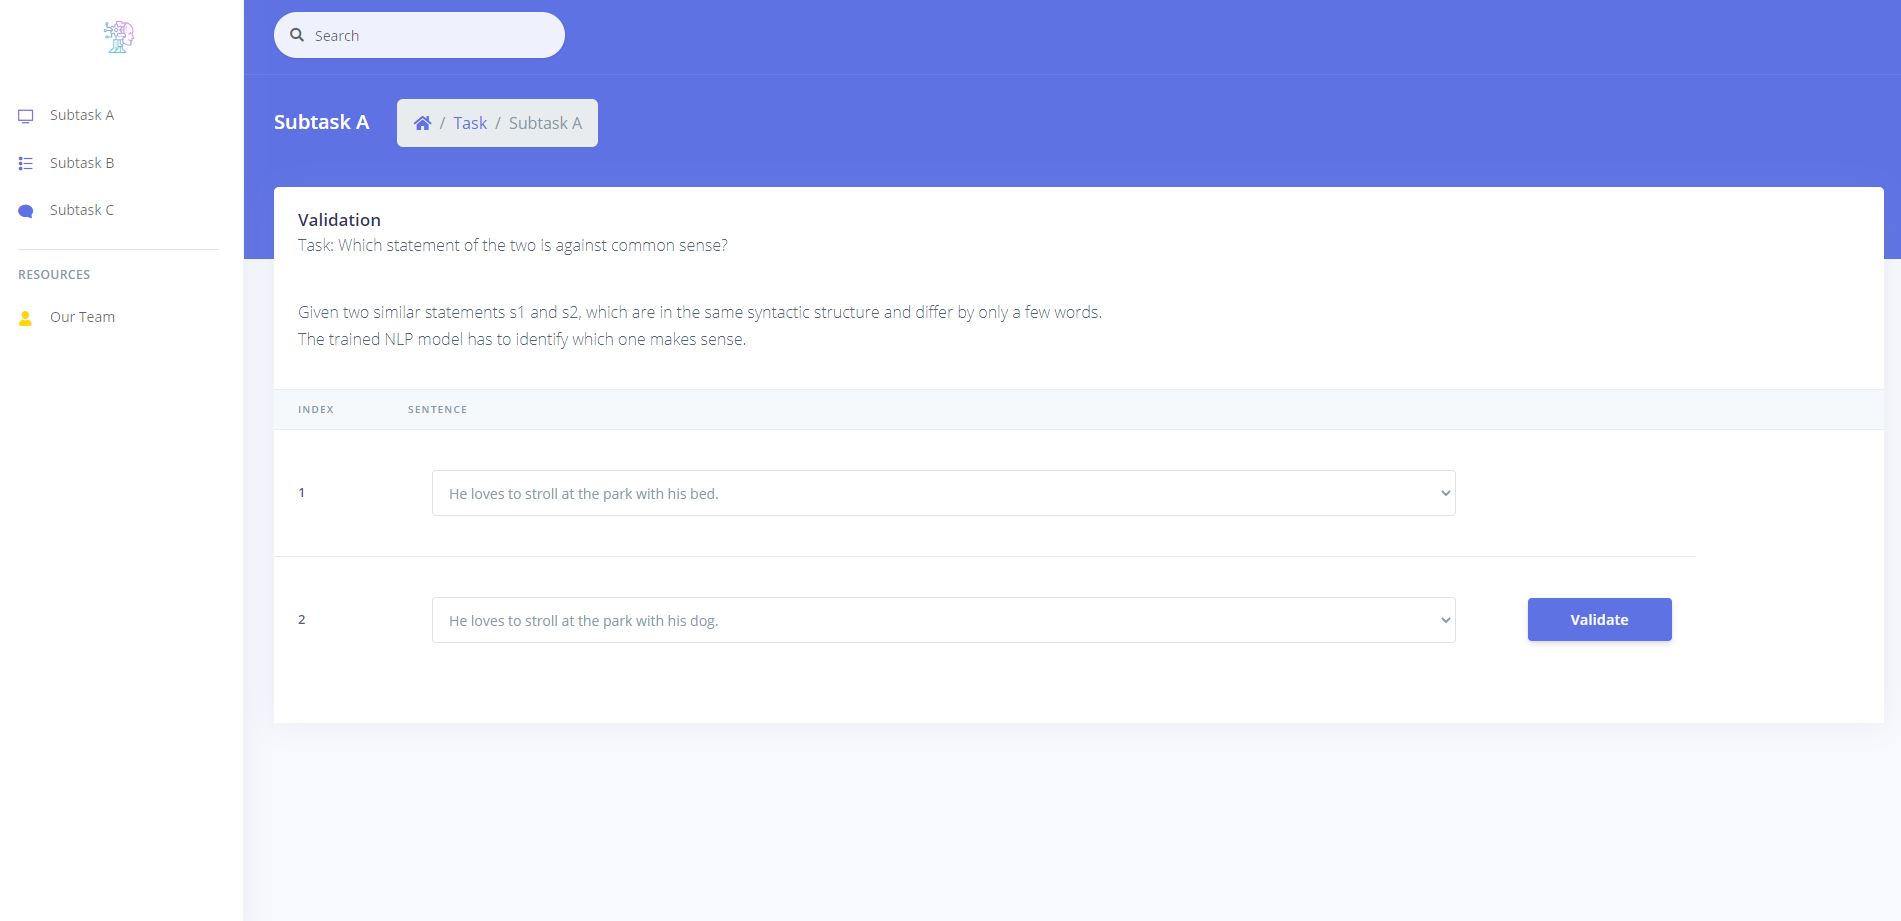 Search
Subtask A
Subtask B
Subtask C
RESOURCES
Our Team
Subtask A
/ Task / Subtask A
Validation
Task: Which statement of the two is against common sense?
Given two similar statements s1 and s2, which are in the same syntactic structure and differ by only a few words.
The trained NLP model has to identify which one makes sense.
INDEX SENTENCE
1 He loves to stroll at the park with his bed.
2 He loves to stroll at the park with his dog. Validate